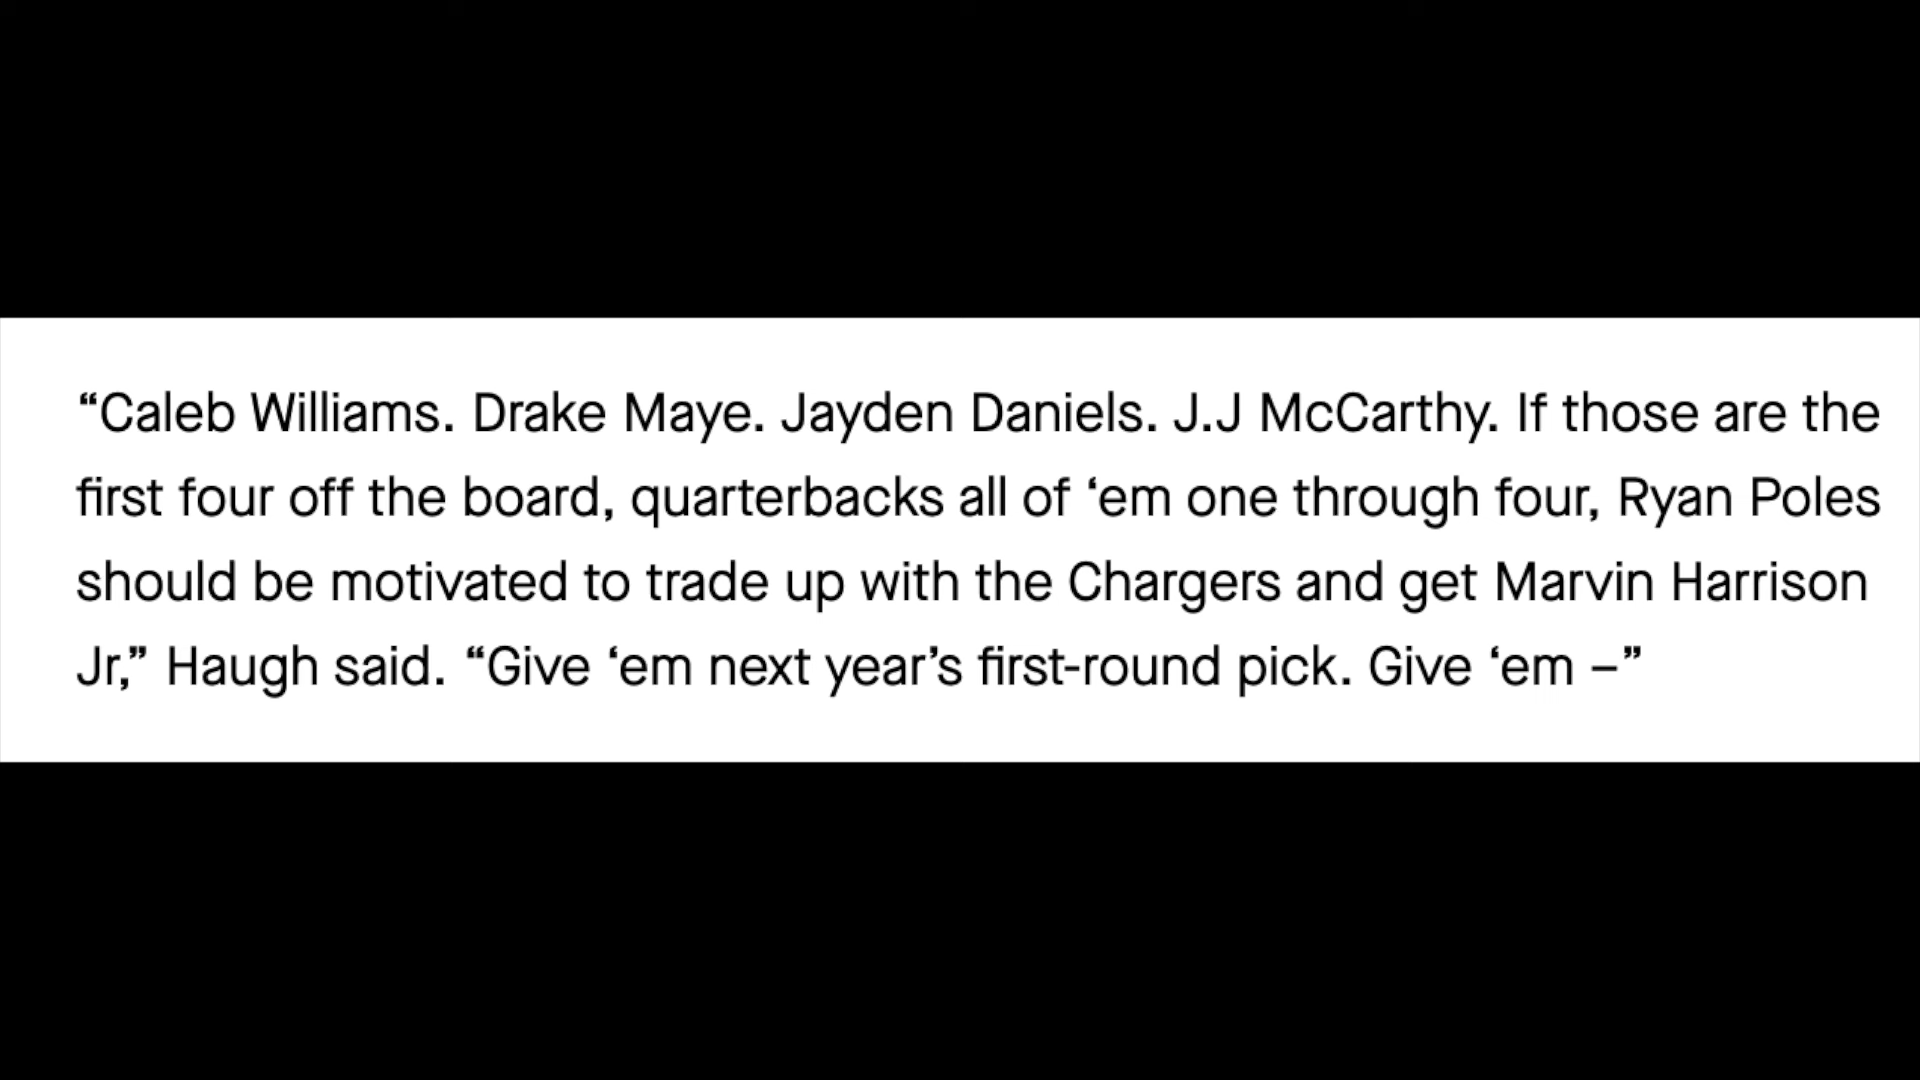 “Caleb Williams. Drake Maye. Jayden Daniels. J.J McCarthy. If those are the
first four off the board, quarterbacks all of ‘em one through four, Ryan Poles
should be motivated to trade up with the Chargers and get Marvin Harrison
Jr,” Haugh said. “Give ‘em next year’s first-round pick. Give ‘em –”